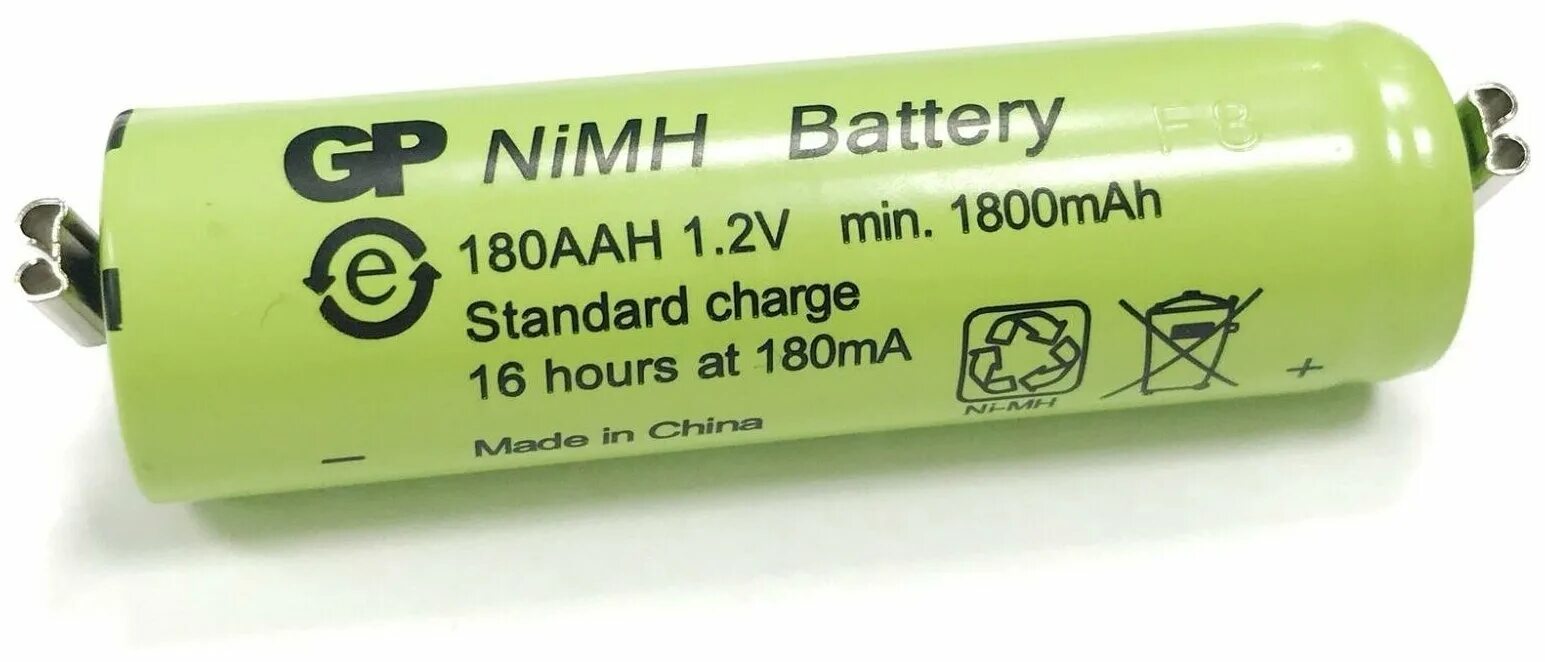 GP NiMH Battery
F8
e
180AAH 1.2V min. 1800mAh
Standard charge
16 hours at 180mA
Ni-MH
Made in China
− +